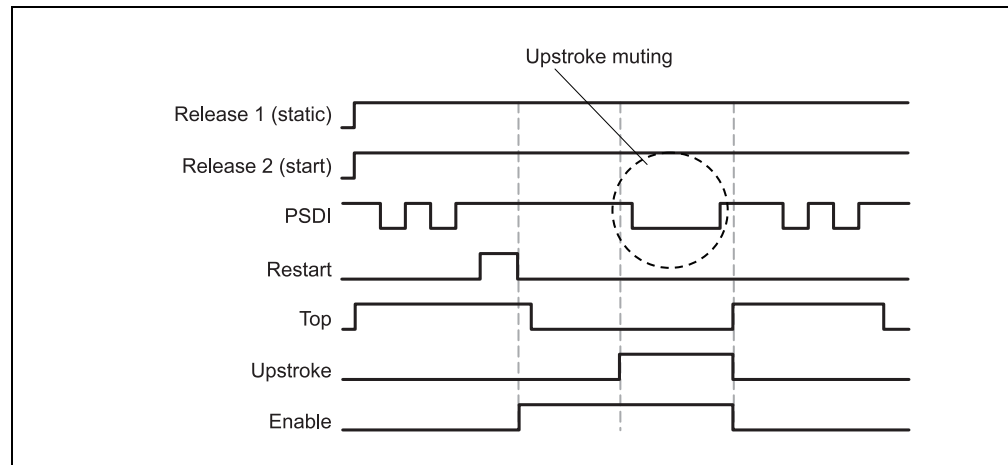 Upstroke muting
Release 1 (static)
Release 2 (start)
PSDI
Restart
Top
Upstroke
Enable